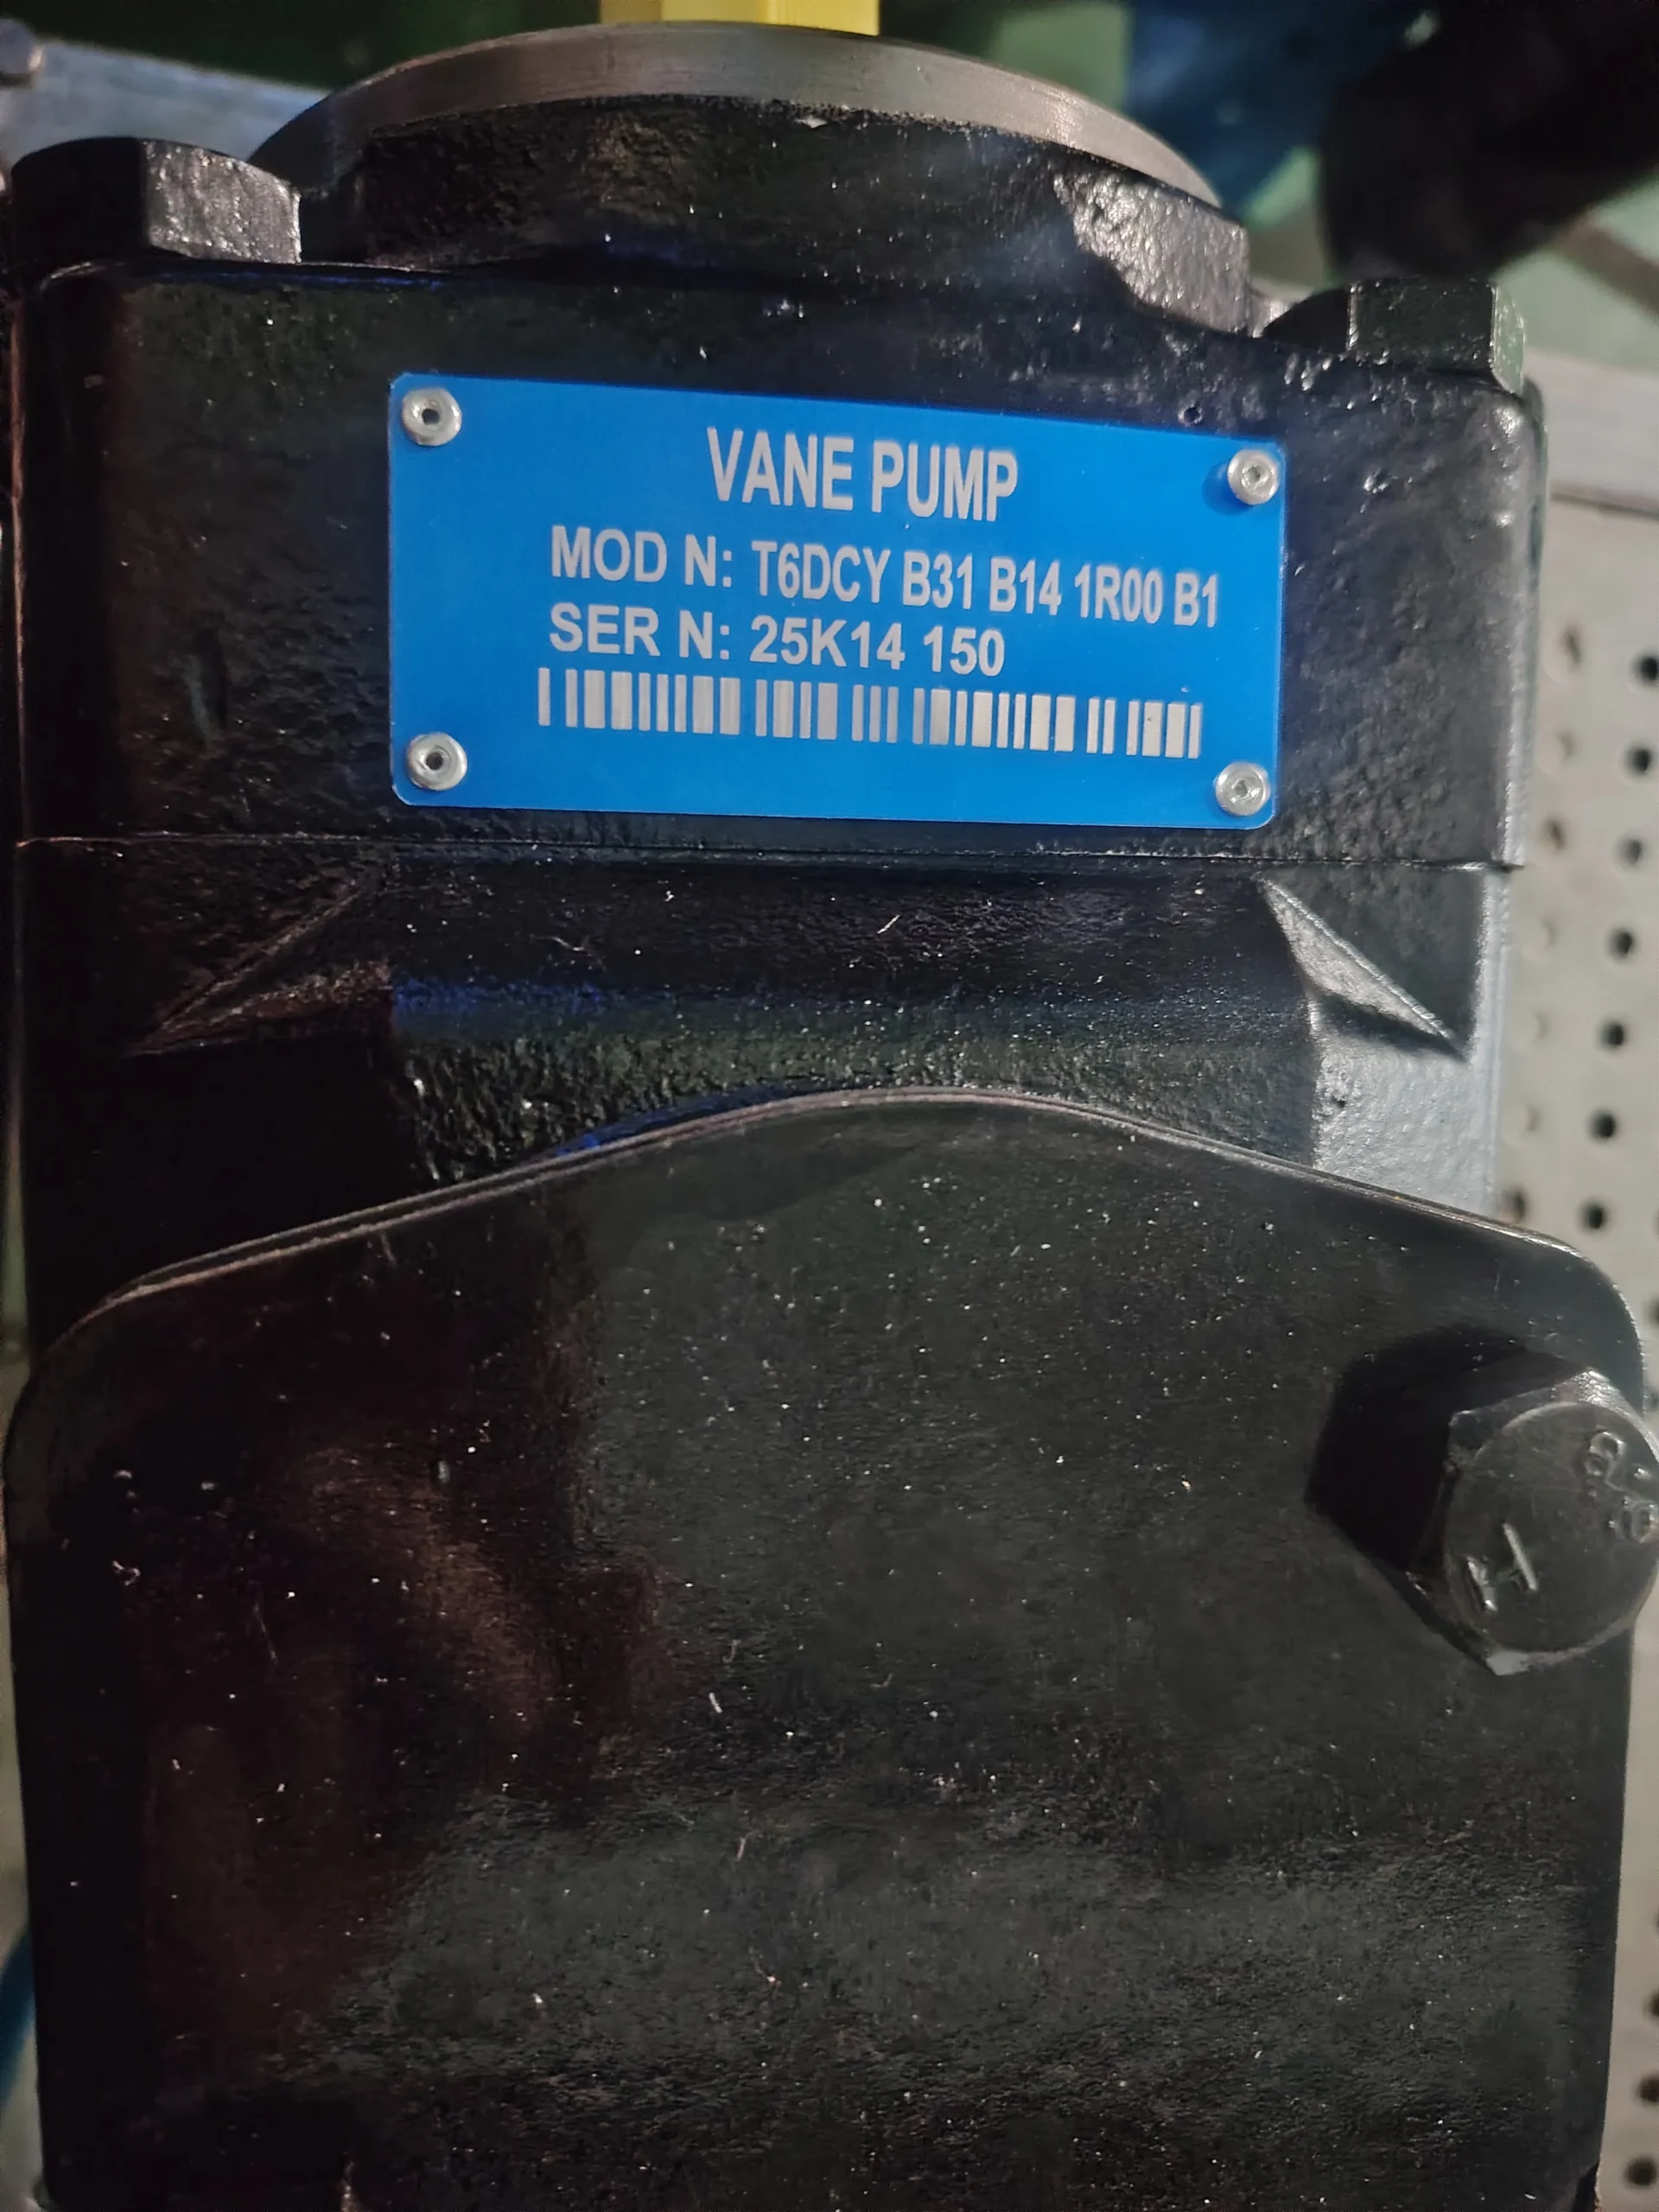 VANE PUMP
MOD N: T6DCY B31 B14 1R00 B1
SER N: 25K14 150